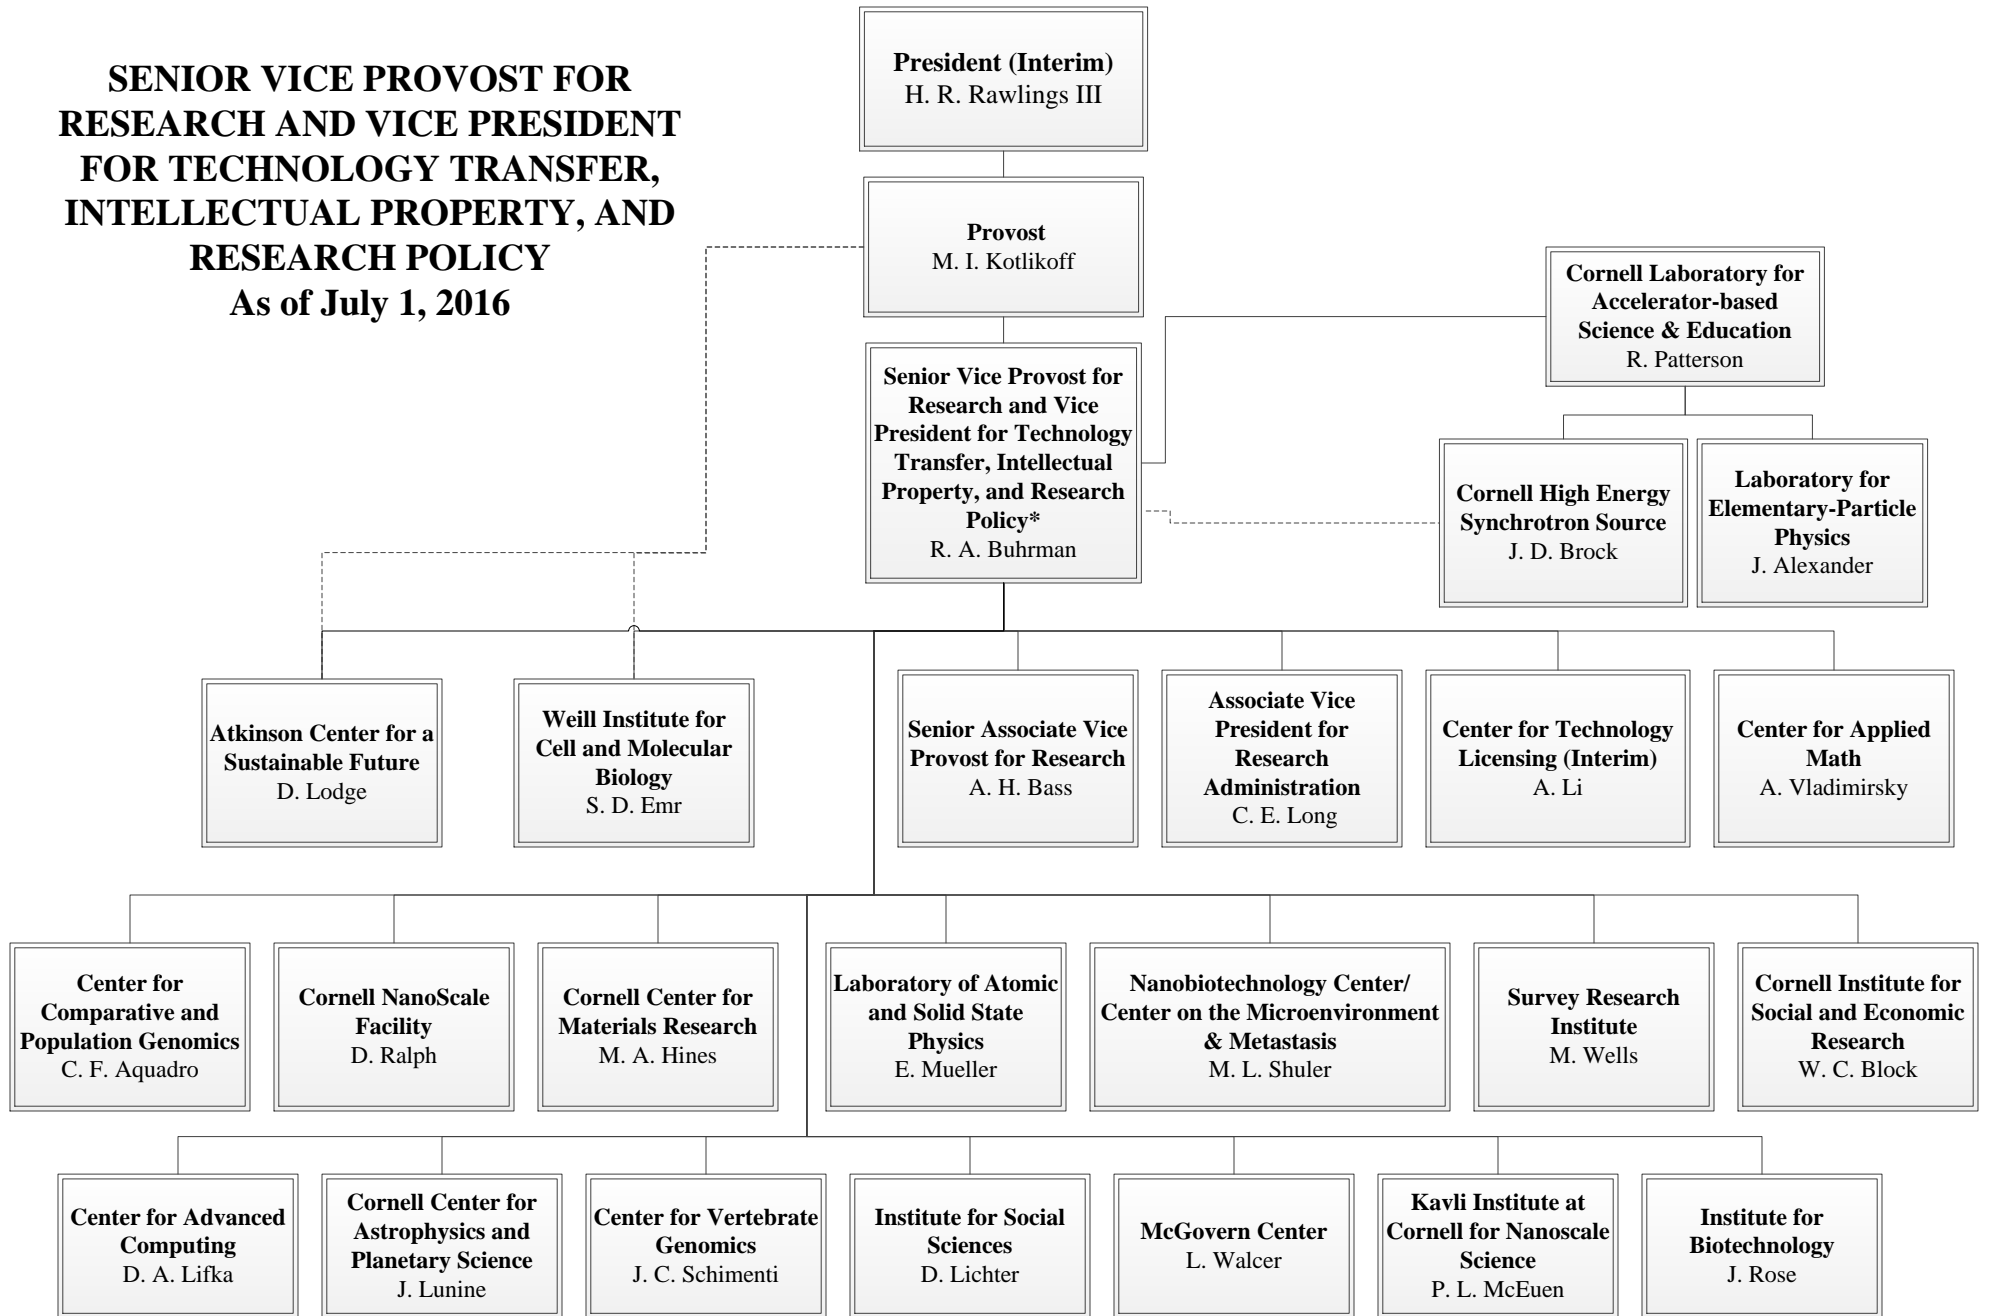 SENIOR VICE PROVOST FOR
RESEARCH AND VICE PRESIDENT
FOR TECHNOLOGY TRANSFER,
INTELLECTUAL PROPERTY, AND
RESEARCH POLICY
As of July 1, 2016
President (Interim)
H. R. Rawlings III
Provost
M. I. Kotlikoff
Cornell Laboratory for
Accelerator-based
Science & Education
R. Patterson
Senior Vice Provost for
Research and Vice
President for Technology
Transfer, Intellectual
Property, and Research
Policy*
R. A. Buhrman
Cornell High Energy
Synchrotron Source
J. D. Brock
Laboratory for
Elementary-Particle
Physics
J. Alexander
Atkinson Center for a
Sustainable Future
D. Lodge
Weill Institute for
Cell and Molecular
Biology
S. D. Emr
Senior Associate Vice
Provost for Research
A. H. Bass
Associate Vice
President for
Research
Administration
C. E. Long
Center for Technology
Licensing (Interim)
A. Li
Center for Applied
Math
A. Vladimirsky
Center for
Comparative and
Population Genomics
C. F. Aquadro
Cornell NanoScale
Facility
D. Ralph
Cornell Center for
Materials Research
M. A. Hines
Laboratory of Atomic
and Solid State
Physics
E. Mueller
Nanobiotechnology Center/
Center on the Microenvironment
& Metastasis
M. L. Shuler
Survey Research
Institute
M. Wells
Cornell Institute for
Social and Economic
Research
W. C. Block
Center for Advanced
Computing
D. A. Lifka
Cornell Center for
Astrophysics and
Planetary Science
J. Lunine
Center for Vertebrate
Genomics
J. C. Schimenti
Institute for Social
Sciences
D. Lichter
McGovern Center
L. Walcer
Kavli Institute at
Cornell for Nanoscale
Science
P. L. McEuen
Institute for
Biotechnology
J. Rose